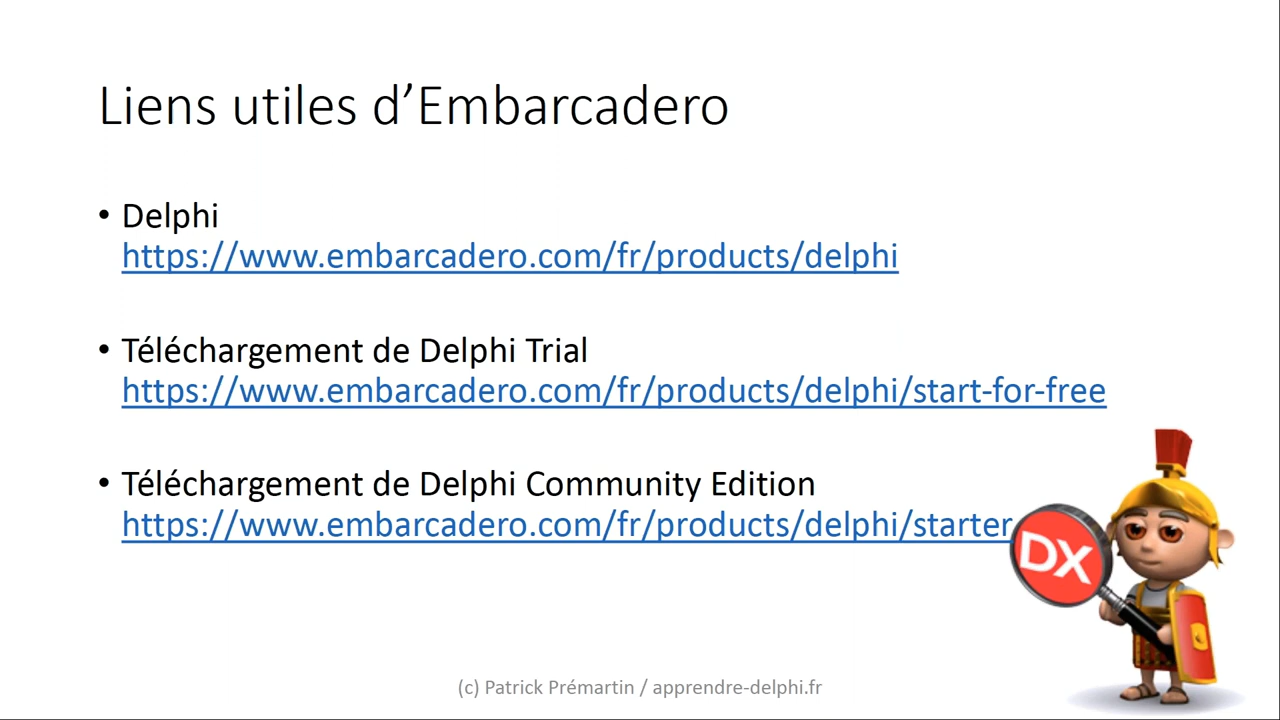 Liens utiles d’Embarcadero
• Delphi
https://www.embarcadero.com/fr/products/delphi
• Téléchargement de Delphi Trial
https://www.embarcadero.com/fr/products/delphi/start-for-free
• Téléchargement de Delphi Community Edition
https://www.embarcadero.com/fr/products/delphi/starter
DX
(c) Patrick Prémartin / apprendre-delphi.fr